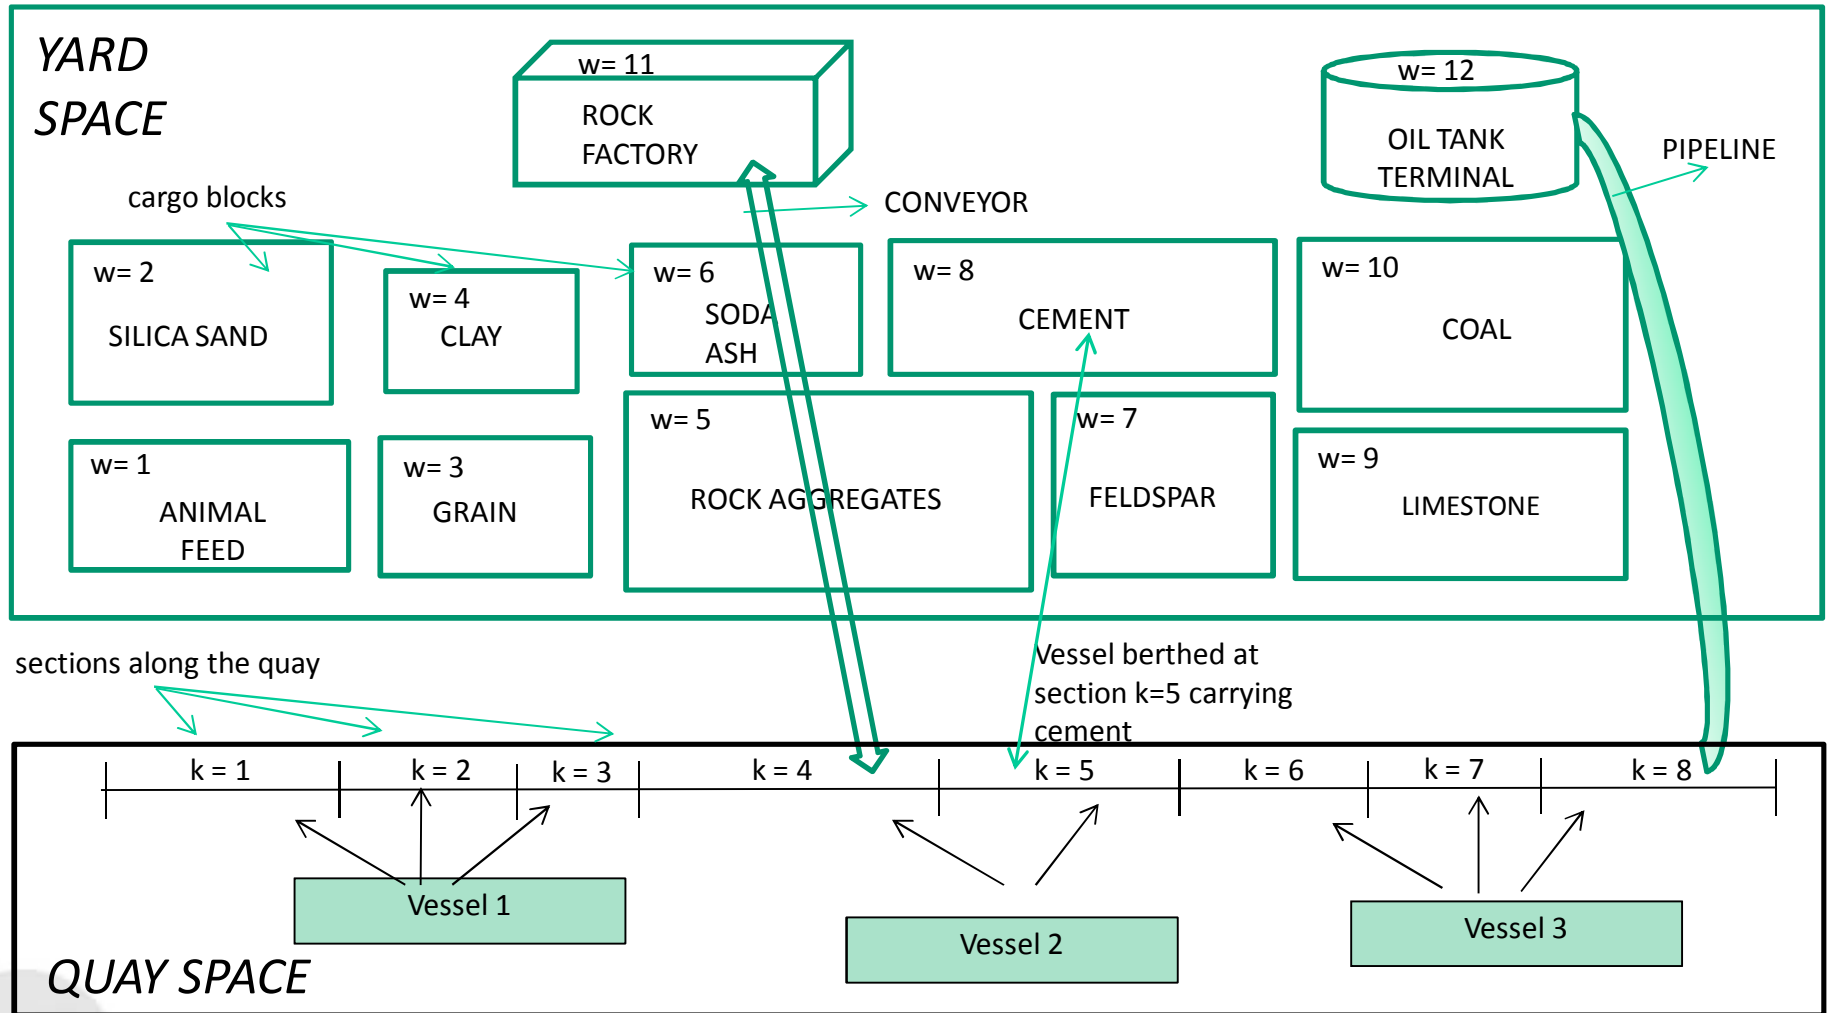 YARD
SPACE
w= 11
ROCK
FACTORY
w= 12
OIL TANK
TERMINAL
PIPELINE
cargo blocks
CONVEYOR
w= 2
SILICA SAND
w= 4
CLAY
w= 6
SODA
ASH
w= 8
CEMENT
w= 10
COAL
w= 1
ANIMAL
FEED
w= 3
GRAIN
w= 5
ROCK AGGREGATES
w= 7
FELDSPAR
w= 9
LIMESTONE
sections along the quay
Vessel berthed at
section k=5 carrying
cement
k = 1
k = 2
k = 3
k = 4
k = 5
k = 6
k = 7
k = 8
Vessel 1
Vessel 2
Vessel 3
QUAY SPACE